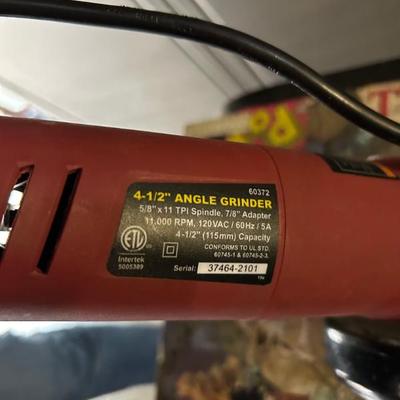 60372
4-1/2" ANGLE GRINDER
5/8" x 11 TPI Spindle, 7/8" Adapter
11,000 RPM, 120VAC / 60Hz / 5A
4-1/2" (115mm) Capacity
CONFORMS TO UL STD.
60745-1 & 60745-2-3.
ETL
Intertek
5005389
Serial: 37464-2101